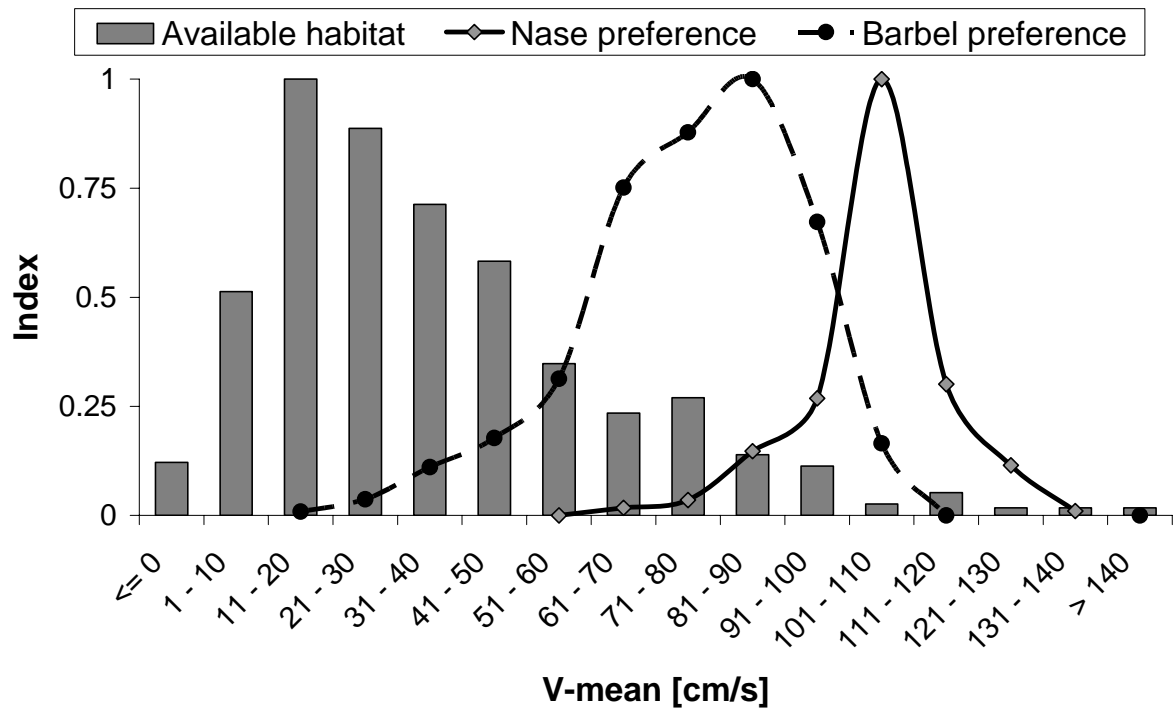 Available habitat Nase preference Barbel preference
1
0.75
0.5
0.25
0
Index
<= 0
1 - 10
11 - 20
21 - 30
31 - 40
41 - 50
51 - 60
61 - 70
71 - 80
81 - 90
91 - 100
101 - 110
111 - 120
121 - 130
131 - 140
> 140
V-mean [cm/s]